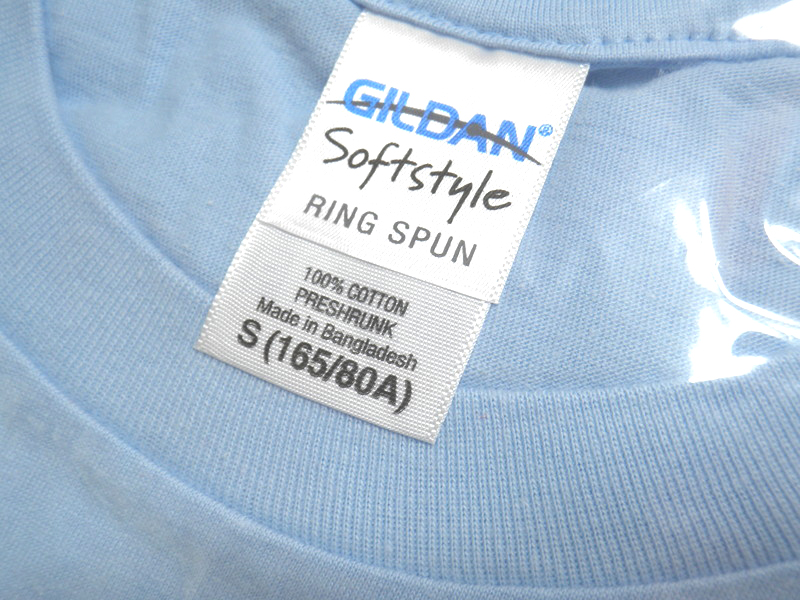 GILDAN®
Softstyle
RING SPUN
100% COTTON
PRESHRUNK
Made in Bangladesh
S (165/80A)